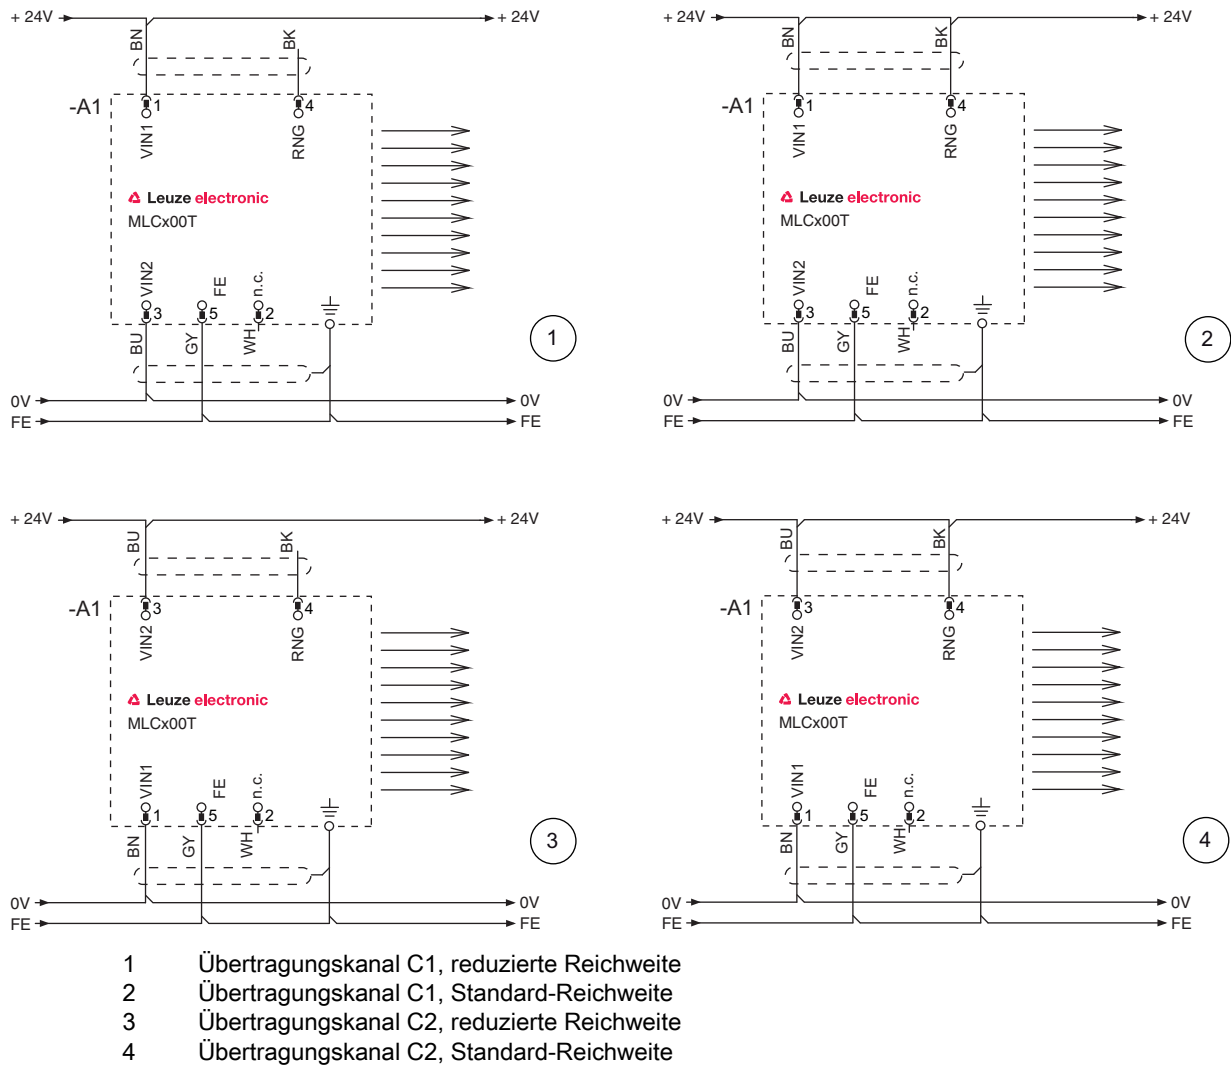 + 24V
+ 24V
BN
BK
-A1
1
4
VIN1
RNG
Leuze electronic
MLCx00T
VIN2
FE
n.c.
3
5
2
BU
GY
WH
1
0V
0V
FE
FE
+ 24V
+ 24V
BN
BK
-A1
1
4
VIN1
RNG
Leuze electronic
MLCx00T
VIN2
FE
n.c.
3
5
2
BU
GY
WH
2
0V
0V
FE
FE
+ 24V
+ 24V
BU
BK
-A1
3
4
VIN2
RNG
Leuze electronic
MLCx00T
VIN1
FE
n.c.
1
5
2
BN
GY
WH
3
0V
0V
FE
FE
+ 24V
+ 24V
BU
BK
-A1
3
4
VIN2
RNG
Leuze electronic
MLCx00T
VIN1
FE
n.c.
1
5
2
BN
GY
WH
4
0V
0V
FE
FE
1 Übertragungskanal C1, reduzierte Reichweite
2 Übertragungskanal C1, Standard-Reichweite
3 Übertragungskanal C2, reduzierte Reichweite
4 Übertragungskanal C2, Standard-Reichweite